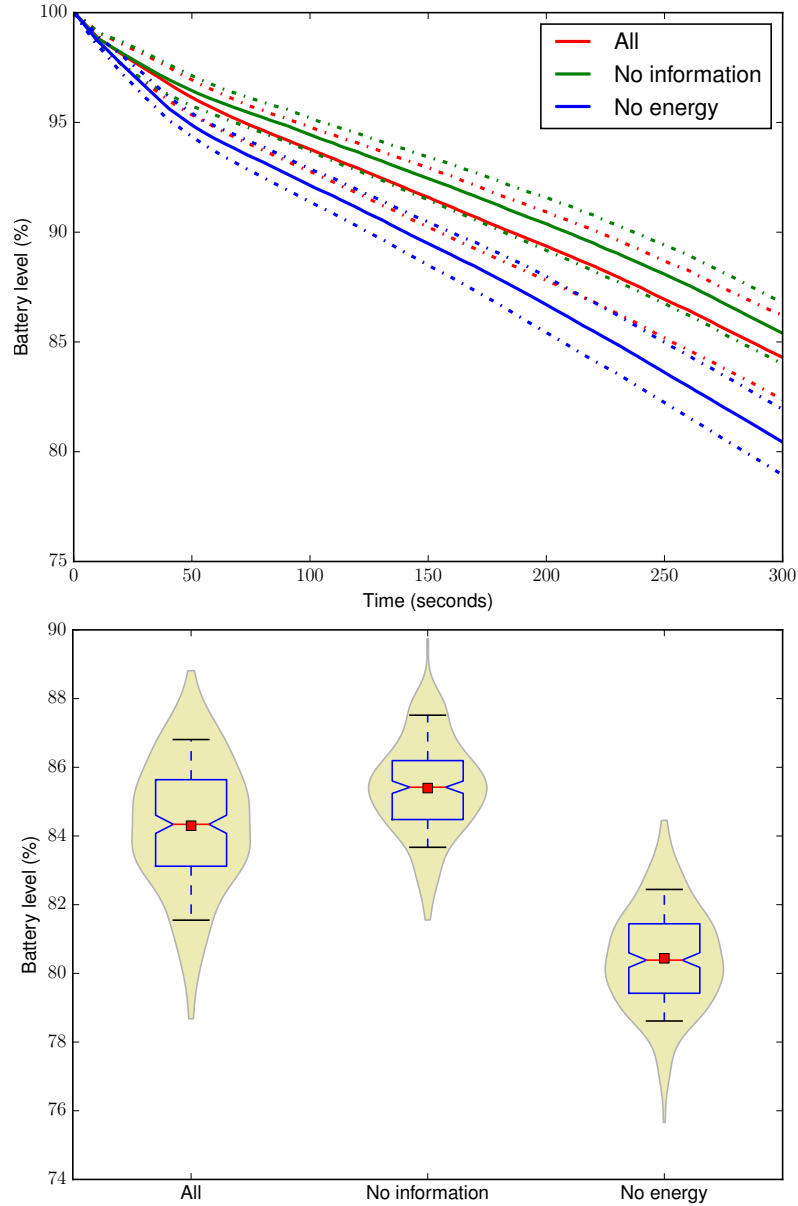 100
95
90
85
80
75
Battery level (%)
All
No information
No energy
0 50 100 150 200 250 300
Time (seconds)
90
88
86
84
82
80
78
76
74
Battery level (%)
All No information No energy